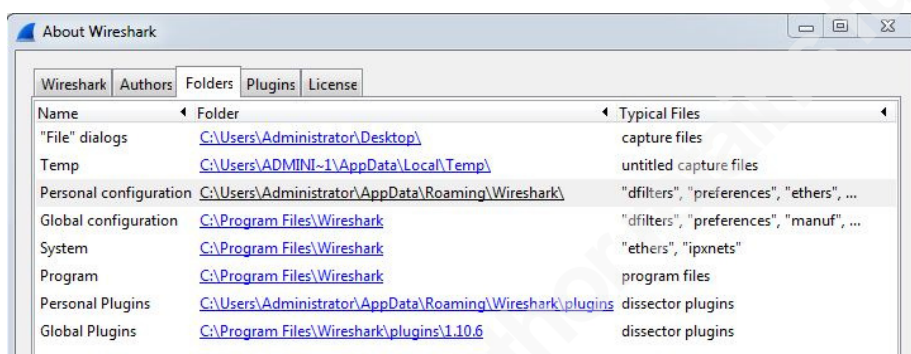 About Wireshark
Wireshark Authors Folders Plugins License
Name Folder Typical Files
"File" dialogs C:\Users\Administrator\Desktop\ capture files
Temp C:\Users\ADMINI~1\AppData\Local\Temp\ untitled capture files
Personal configuration C:\Users\Administrator\AppData\Roaming\Wireshark\ "dfilters", "preferences", "ethers", ...
Global configuration C:\Program Files\Wireshark "dfilters", "preferences", "manuf", ...
System C:\Program Files\Wireshark "ethers", "ipxnets"
Program C:\Program Files\Wireshark program files
Personal Plugins C:\Users\Administrator\AppData\Roaming\Wireshark\plugins dissector plugins
Global Plugins C:\Program Files\Wireshark\plugins\1.10.6 dissector plugins